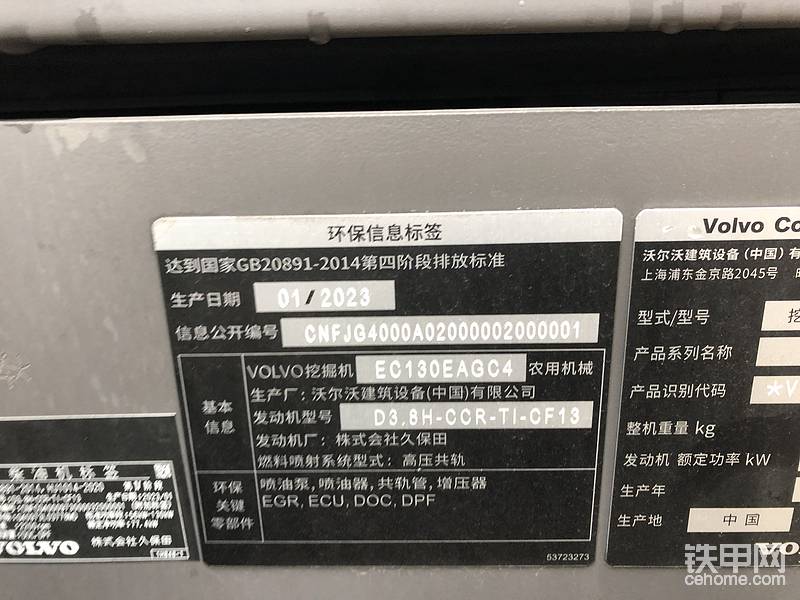 环保信息标签
达到国家GB20891-2014第四阶段排放标准
生产日期 01/2023
信息公开编号 CNFJG4000A02000002000001
基本信息
VOLVO挖掘机 EC130EAGC4 农用机械
生产厂：沃尔沃建筑设备(中国)有限公司
发动机型号 D3.8H-CCR-TI-CF13
发动机厂：株式会社久保田
燃料喷射系统型式：高压共轨
环保关键零部件
喷油泵,喷油器,共轨管,增压器
EGR, ECU, DOC, DPF
53723273
柴油机标签
VOLVO 株式会社久保田
Volvo Co
沃尔沃建筑设备（中国）有
上海浦东金京路2045号
型式/型号 挖
产品系列名称
产品识别代码 *V
整机重量 kg
发动机 额定功率 kW
生产年
生产地 中国
VO
铁甲网
cehome.com